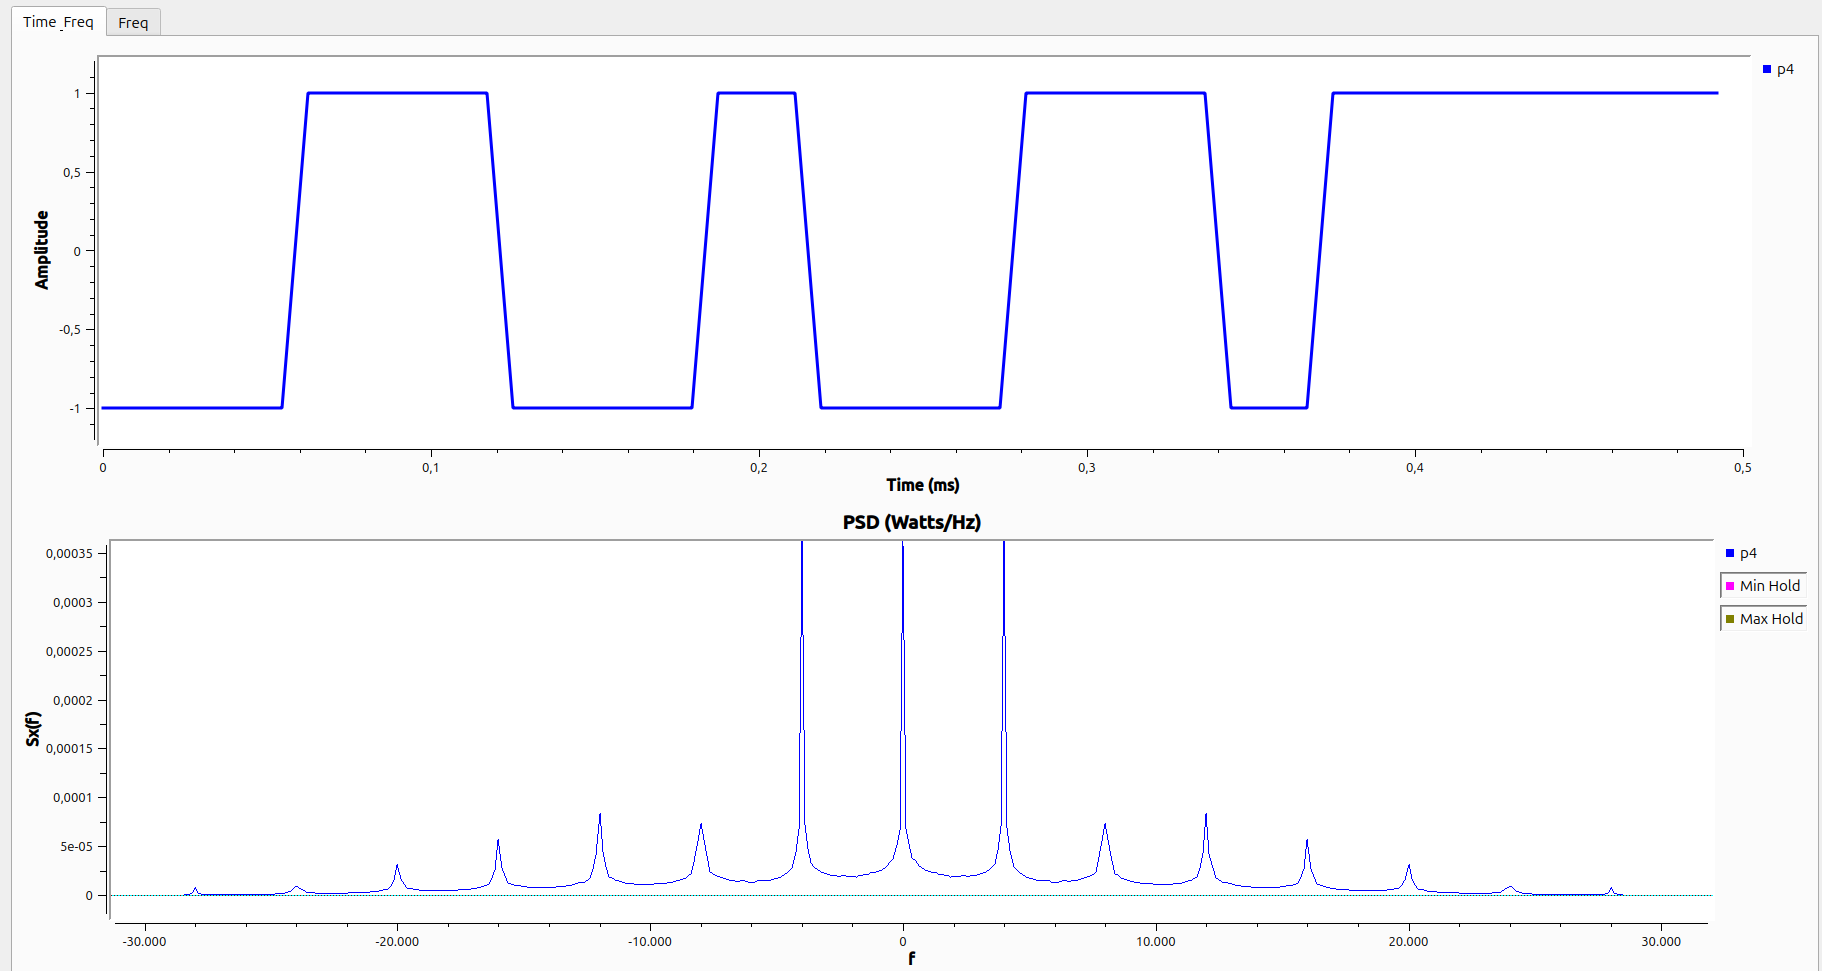 Time_Freq Freq
p4
1
0,5
0
-0,5
-1
Amplitude
0 0,1 0,2 0,3 0,4 0,5
Time (ms)
PSD (Watts/Hz)
p4
Min Hold
Max Hold
0,00035
0,0003
0,00025
0,0002
0,00015
0,0001
5e-05
0
Sx(f)
-30.000 -20.000 -10.000 0 10.000 20.000 30.000
f